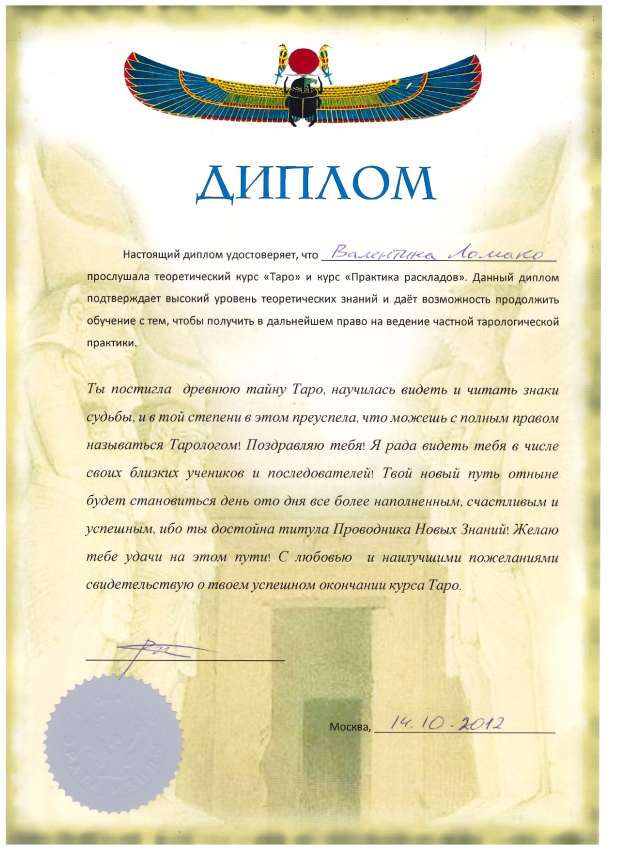 ДИПЛОМ
Настоящий диплом удостоверяет, что Валентина Ломако
прослушала теоретический курс «Таро» и курс «Практика раскладов». Данный диплом
подтверждает высокий уровень теоретических знаний и даёт возможность продолжить
обучение с тем, чтобы получить в дальнейшем право на ведение частной тарологической
практики.
Ты постигла древнюю тайну Таро, научилась видеть и читать знаки
судьбы, и в той степени в этом преуспела, что можешь с полным правом
называться Тарологом! Поздравляю тебя! Я рада видеть тебя в числе
своих близких учеников и последователей! Твой новый путь отныне
будет становиться день ото дня все более наполненным, счастливым и
успешным, ибо ты достойна титула Проводника Новых Знаний! Желаю
тебе удачи на этом пути! С любовью и наилучшими пожеланиями
свидетельствую о твоем успешном окончании курса Таро.
Москва, 14.10.2012